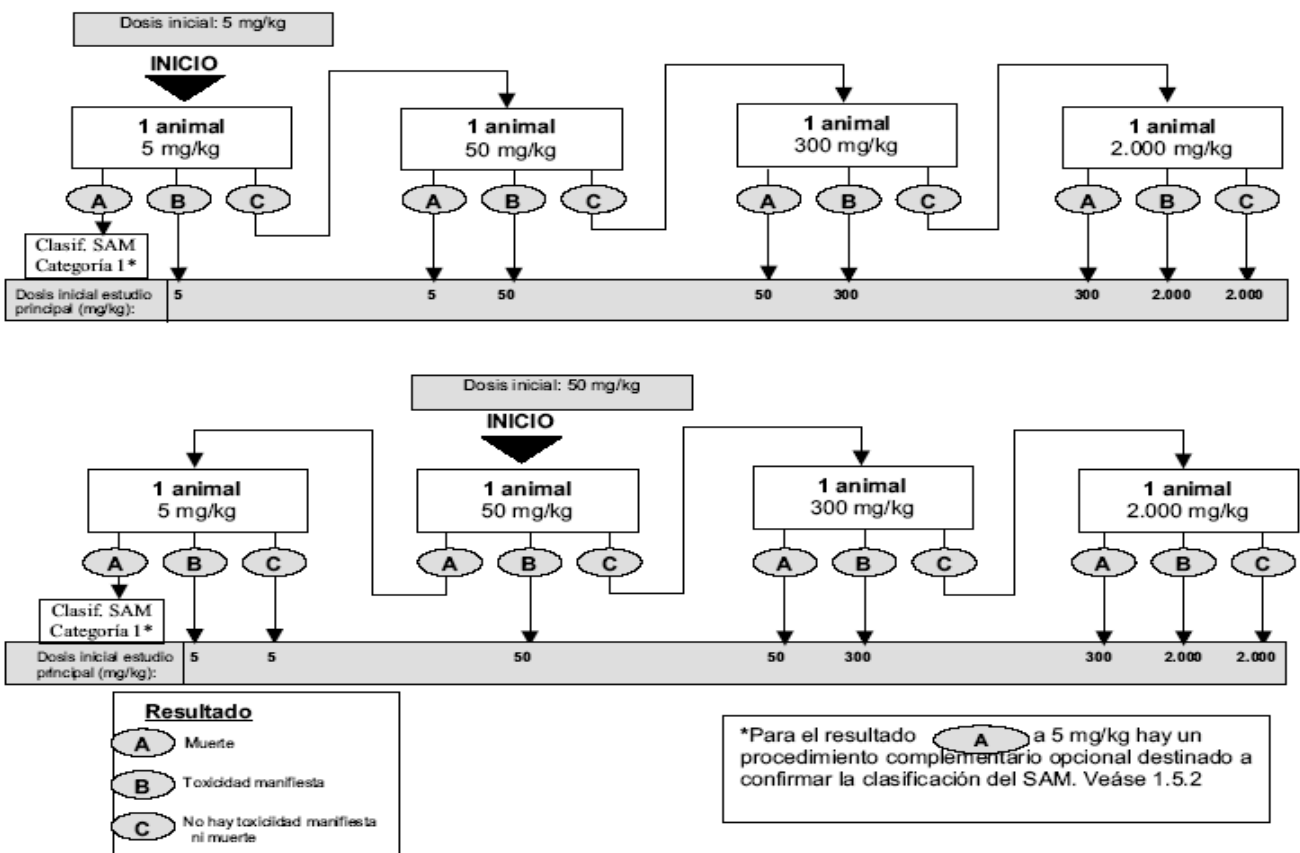 Dosis inicial: 5 mg/kg
INICIO
1 animal
5 mg/kg
1 animal
50 mg/kg
1 animal
300 mg/kg
1 animal
2.000 mg/kg
A B C A B C A B C A B C
Clasif. SAM
Categoría 1*
Dosis inicial estudio
principal (mg/kg):
5 5 50 50 300 300 2.000 2.000
Dosis inicial: 50 mg/kg
INICIO
1 animal
5 mg/kg
1 animal
50 mg/kg
1 animal
300 mg/kg
1 animal
2.000 mg/kg
A B C A B C A B C A B C
Clasif. SAM
Categoría 1*
Dosis inicial estudio
principal (mg/kg):
5 5 50 50 300 300 2.000 2.000
Resultado
A Muerte
B Toxicidad manifiesta
C No hay toxiciidad manifiesta
ni muerte
*Para el resultado A a 5 mg/kg hay un
procedimiento complementario opcional destinado a
confirmar la clasificación del SAM. Veáse 1.5.2